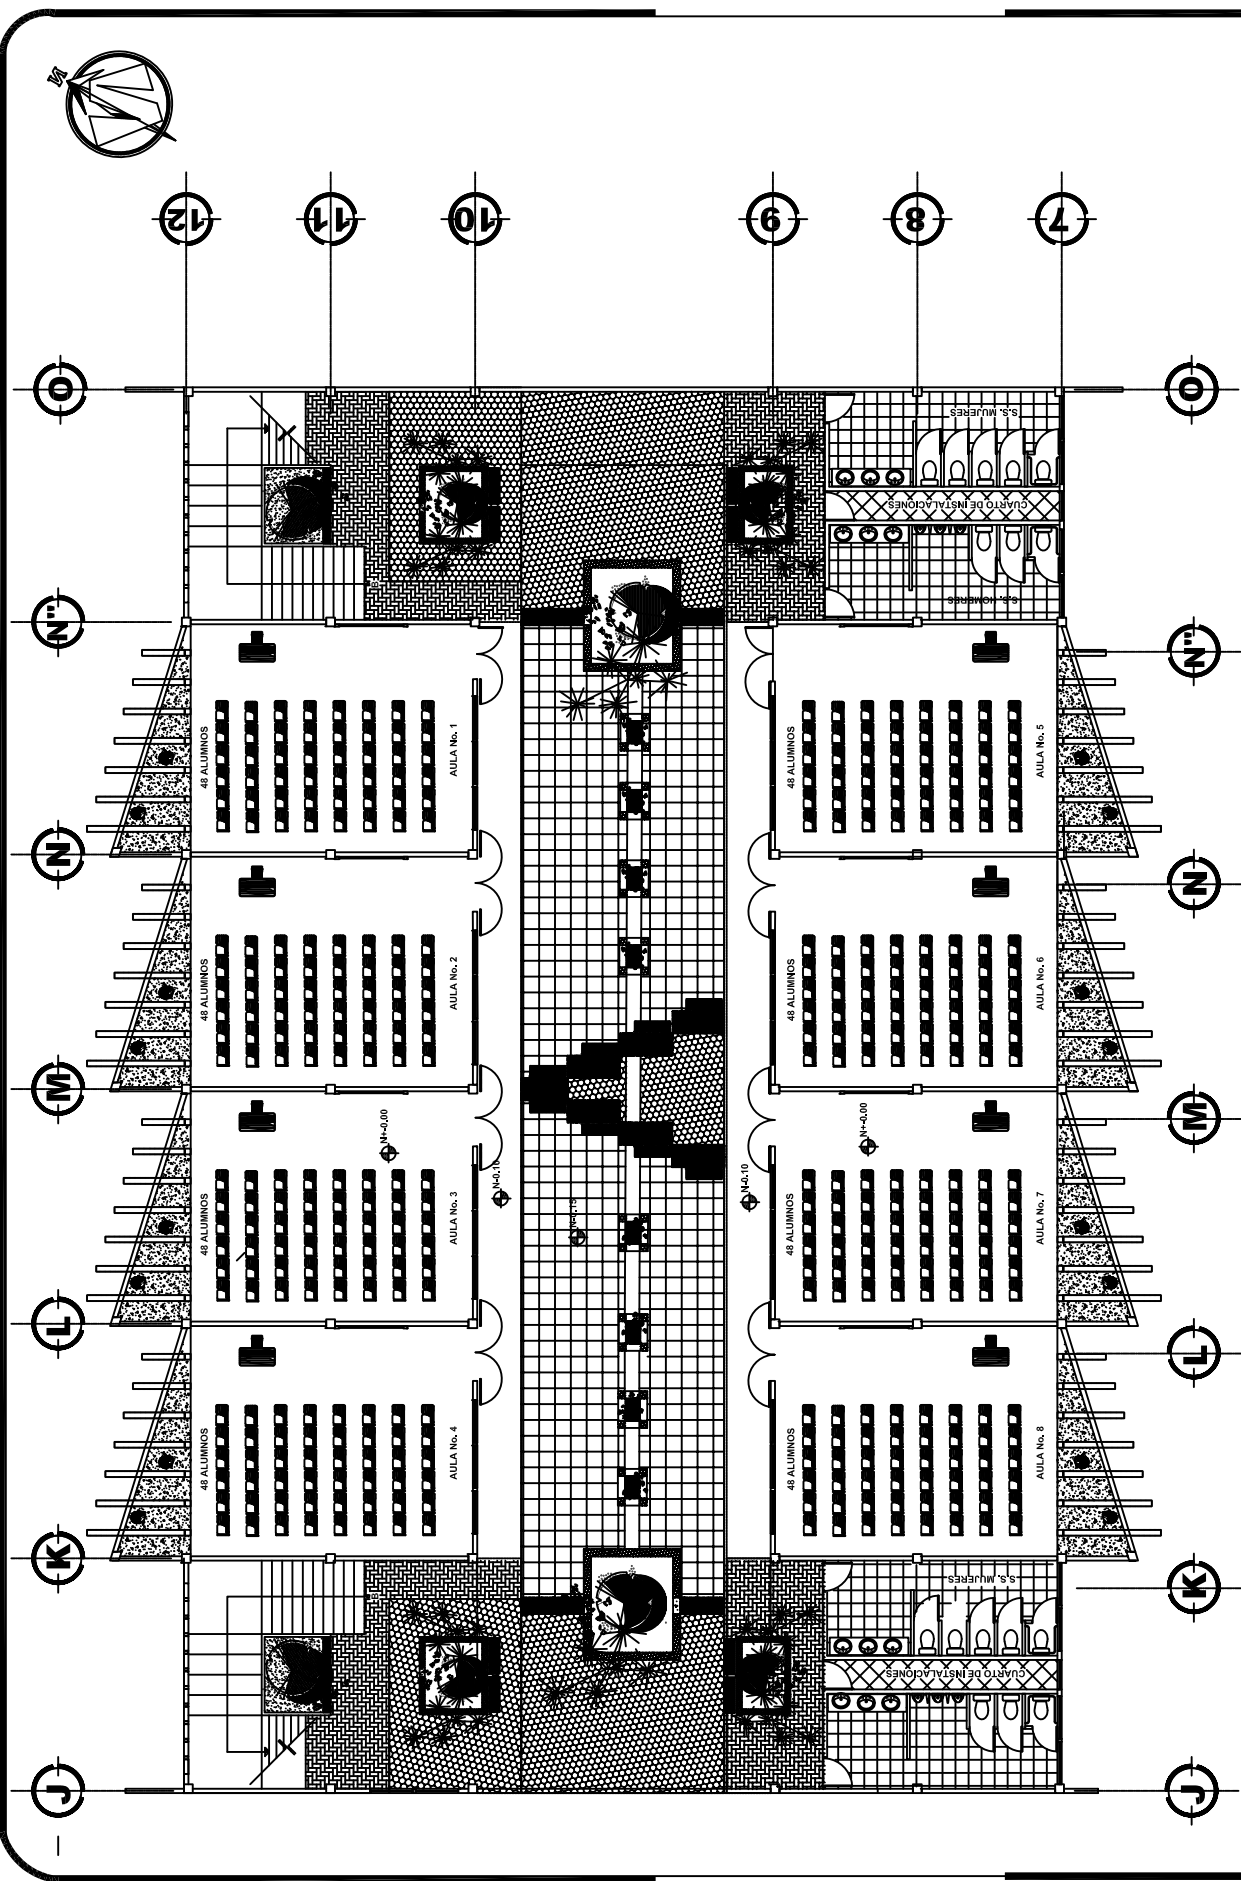 N
12
11
10
9
8
7
O
O
S.S. MUJERES
CUARTO DE INSTALACIONES
S.S. HOMBRES
N"
N"
48 ALUMNOS
AULA No. 1
48 ALUMNOS
AULA No. 5
N
N
48 ALUMNOS
AULA No. 2
48 ALUMNOS
AULA No. 6
M
M
N+-0.00
N+-0.00
N-0.10
N-0.10
N-0.15
48 ALUMNOS
AULA No. 3
48 ALUMNOS
AULA No. 7
L
L
48 ALUMNOS
AULA No. 4
48 ALUMNOS
AULA No. 8
K
K
S.S. MUJERES
CUARTO DE INSTALACIONES
J
J